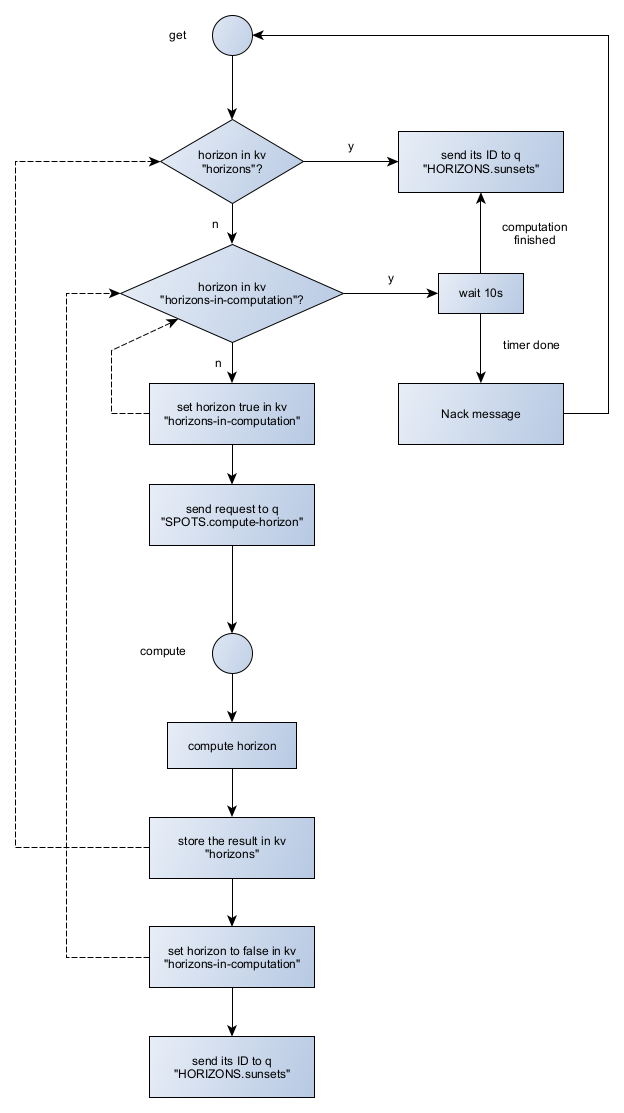 get
horizon in kv
"horizons"?
y
send its ID to q
"HORIZONS.sunsets"
n
computation
finished
horizon in kv
"horizons-in-computation"?
y
wait 10s
timer done
n
set horizon true in kv
"horizons-in-computation"
Nack message
send request to q
"SPOTS.compute-horizon"
compute
compute horizon
store the result in kv
"horizons"
set horizon to false in kv
"horizons-in-computation"
send its ID to q
"HORIZONS.sunsets"